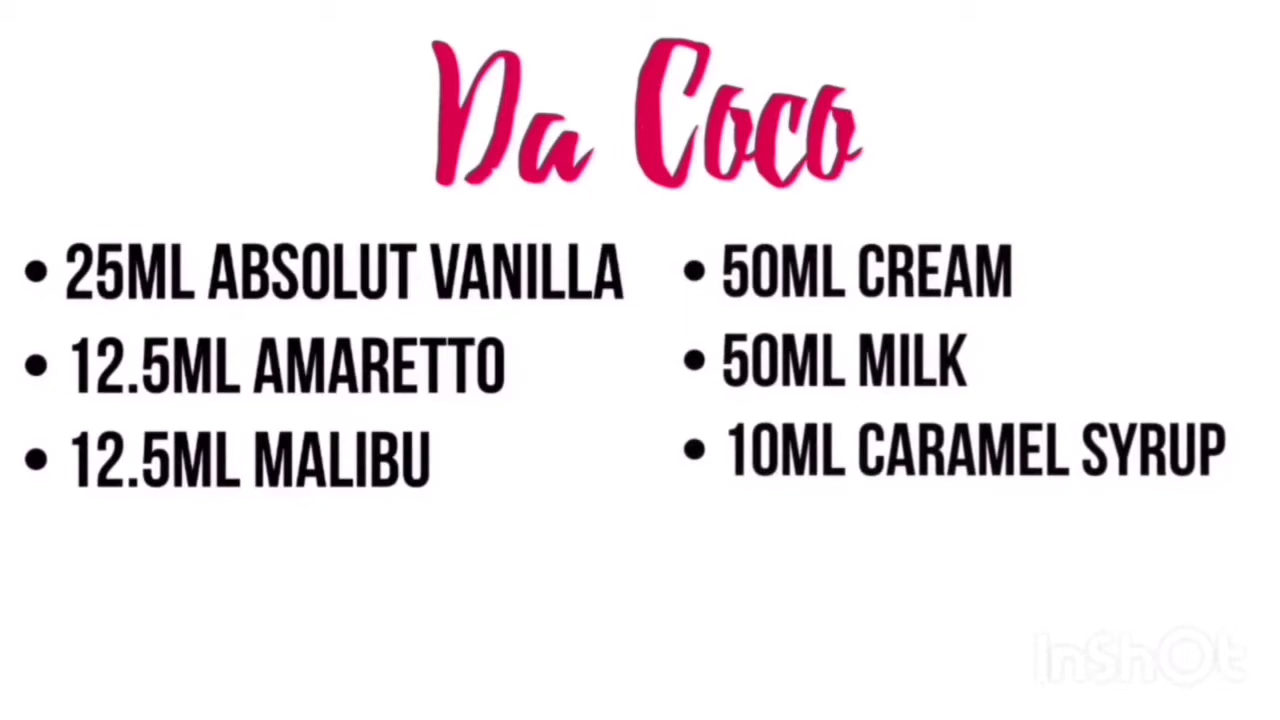 Da Coco
• 25ML ABSOLUT VANILLA
• 12.5ML AMARETTO
• 12.5ML MALIBU
• 50ML CREAM
• 50ML MILK
• 10ML CARAMEL SYRUP
InShOt